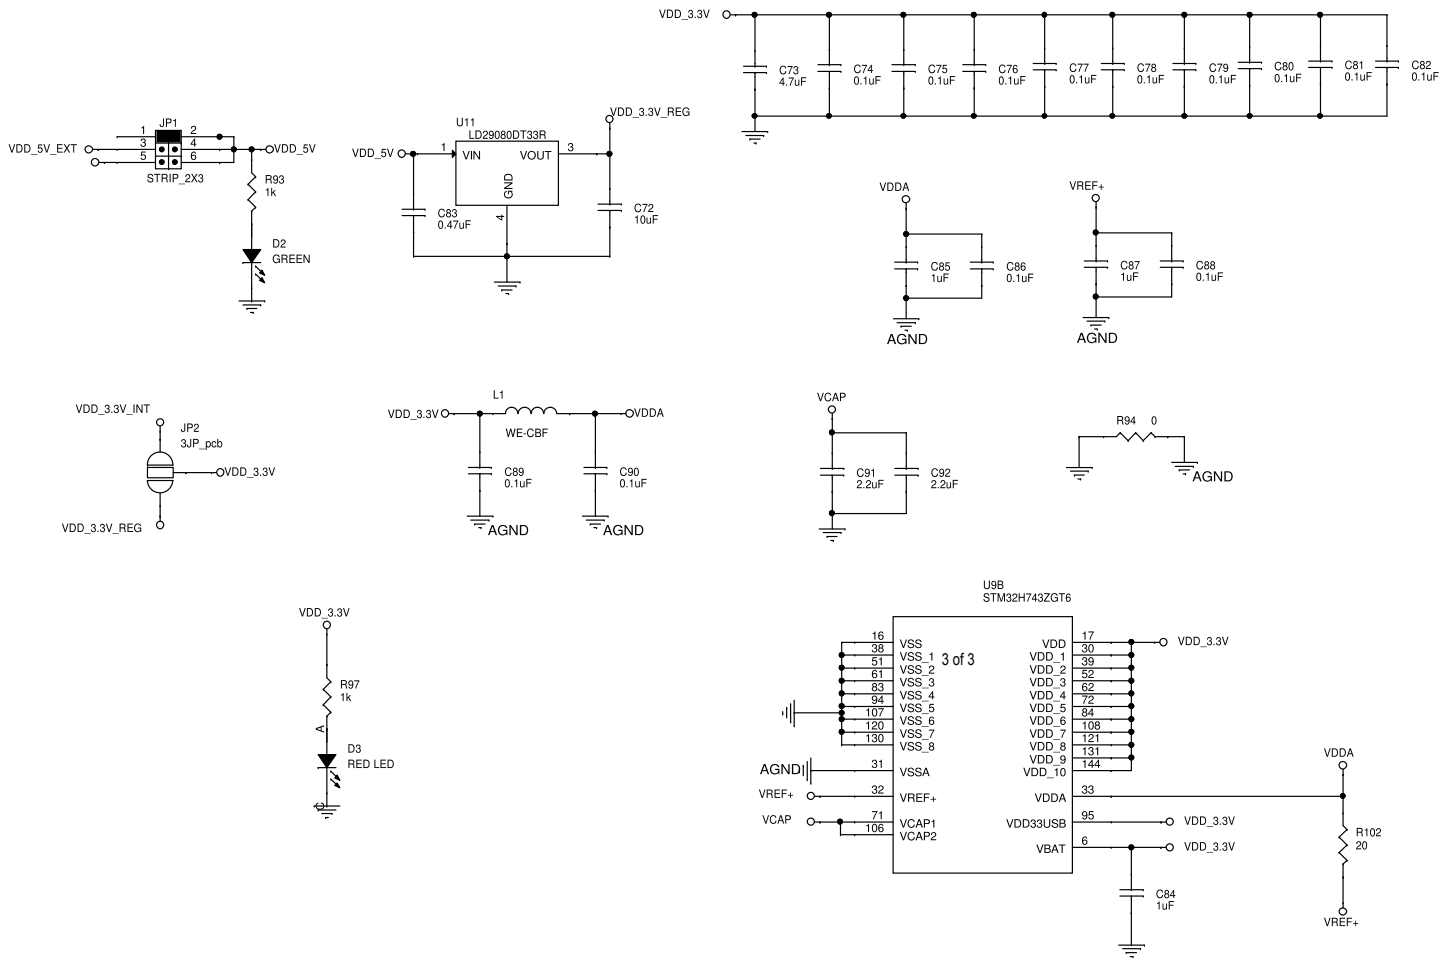 VDD_3.3V
C73
4.7uF
C74
0.1uF
C75
0.1uF
C76
0.1uF
C77
0.1uF
C78
0.1uF
C79
0.1uF
C80
0.1uF
C81
0.1uF
C82
0.1uF
JP1
1 2
VDD_5V_EXT 3 4 VDD_5V
5 6
STRIP_2X3
R93
1k
D2
GREEN
U11
LD29080DT33R
VDD_3.3V_REG
VDD_5V 1 VIN VOUT 3
GND
4
C83
0.47uF
C72
10uF
VDDA
C85
1uF
C86
0.1uF
AGND
VREF+
C87
1uF
C88
0.1uF
AGND
VDD_3.3V_INT
JP2
3JP_pcb
VDD_3.3V
VDD_3.3V_REG
L1
VDD_3.3V VDDA
WE-CBF
C89
0.1uF
C90
0.1uF
AGND AGND
VCAP
C91
2.2uF
C92
2.2uF
R94 0
AGND
VDD_3.3V
R97
1k
A
D3
RED LED
C
U9B
STM32H743ZGT6
3 of 3
16 VSS VDD 17 VDD_3.3V
38 VSS_1 VDD_1 30
51 VSS_2 VDD_2 39
61 VSS_3 VDD_3 52
83 VSS_4 VDD_4 62
94 VSS_5 VDD_5 72
107 VSS_6 VDD_6 84
120 VSS_7 VDD_7 108
130 VSS_8 VDD_8 121
VDD_9 131
AGND 31 VSSA VDD_10 144
VREF+ 32 VREF+ VDDA 33
VCAP 71 VCAP1 VDD33USB 95 VDD_3.3V
106 VCAP2
VBAT 6 VDD_3.3V
C84
1uF
VDDA
R102
20
VREF+